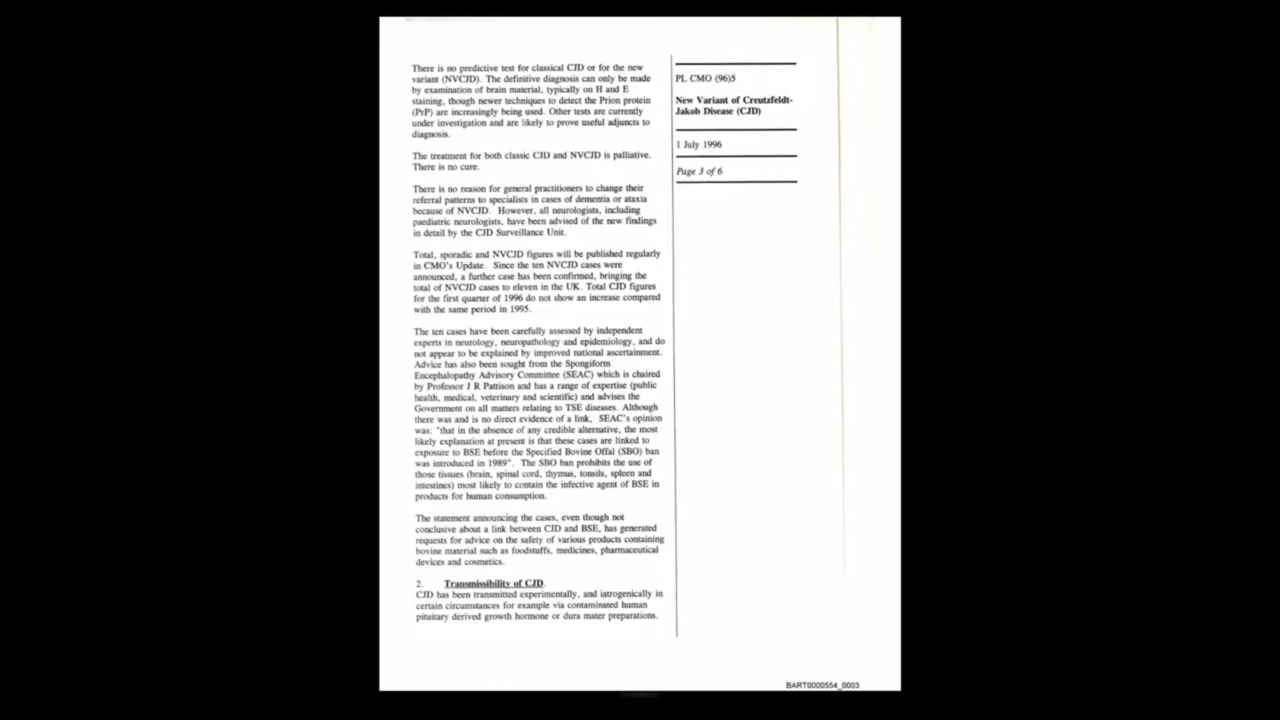 There is no predictive test for classical CJD or for the new
variant (NVCJD). The definitive diagnosis can only be made
by examination of brain material, typically on H and E
staining, though newer techniques to detect the Prion protein
(PrP) are increasingly being used. Other tests are currently
under investigation and are likely to prove useful adjuncts to
diagnosis.
The treatment for both classic CJD and NVCJD is palliative.
There is no cure.
There is no reason for general practitioners to change their
referral patterns to specialists in cases of dementia or ataxia
because of NVCJD. However, all neurologists, including
paediatric neurologists, have been advised of the new findings
in detail by the CJD Surveillance Unit.
Total, sporadic and NVCJD figures will be published regularly
in CMO's Update. Since the ten NVCJD cases were
announced, a further case has been confirmed, bringing the
total of NVCJD cases to eleven in the UK. Total CJD figures
for the first quarter of 1996 do not show an increase compared
with the same period in 1995.
The ten cases have been carefully assessed by independent
experts in neurology, neuropathology and epidemiology, and do
not appear to be explained by improved national ascertainment.
Advice has also been sought from the Spongiform
Encephalopathy Advisory Committee (SEAC) which is chaired
by Professor J R Pattison and has a range of expertise (public
health, medical, veterinary and scientific) and advises the
Government on all matters relating to TSE diseases. Although
there was and is no direct evidence of a link, SEAC's opinion
was: "that in the absence of any credible alternative, the most
likely explanation at present is that these cases are linked to
exposure to BSE before the Specified Bovine Offal (SBO) ban
was introduced in 1989". The SBO ban prohibits the use of
those tissues (brain, spinal cord, thymus, tonsils, spleen and
intestines) most likely to contain the infective agent of BSE in
products for human consumption.
The statement announcing the cases, even though not
conclusive about a link between CJD and BSE, has generated
requests for advice on the safety of various products containing
bovine material such as foodstuffs, medicines, pharmaceutical
devices and cosmetics.
2. Transmissibility of CJD.
CJD has been transmitted experimentally, and iatrogenically in
certain circumstances for example via contaminated human
pituitary derived growth hormone or dura mater preparations.
PL CMO (96)5
New Variant of Creutzfeldt-
Jakob Disease (CJD)
1 July 1996
Page 3 of 6
BART0000554_0003